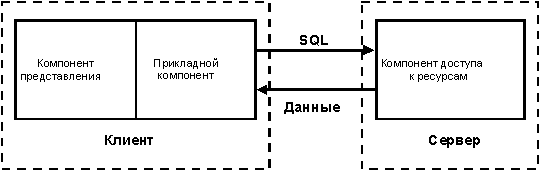 Компонент
представления
Прикладной
компонент
SQL
Данные
Компонент доступа
к ресурсам
Клиент
Сервер